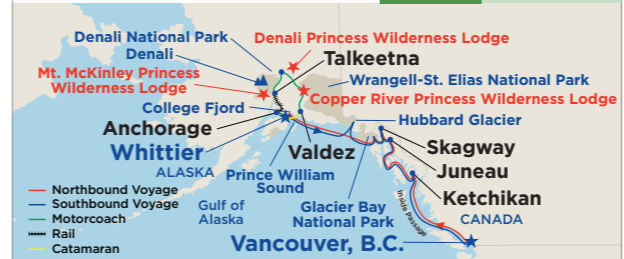 Denali National Park
Denali Princess Wilderness Lodge
Denali
Talkeetna
Mt. McKinley Princess
Wilderness Lodge
Wrangell-St. Elias National Park
Copper River Princess Wilderness Lodge
Rail
College Fjord
Hubbard Glacier
Anchorage
Whittier
Valdez
Skagway
ALASKA
Prince William
Sound
Juneau
Northbound Voyage
Southbound Voyage
Motorcoach
Rail
Catamaran
Gulf of
Alaska
Glacier Bay
National Park
Inside Passage
Ketchikan
CANADA
Vancouver, B.C.